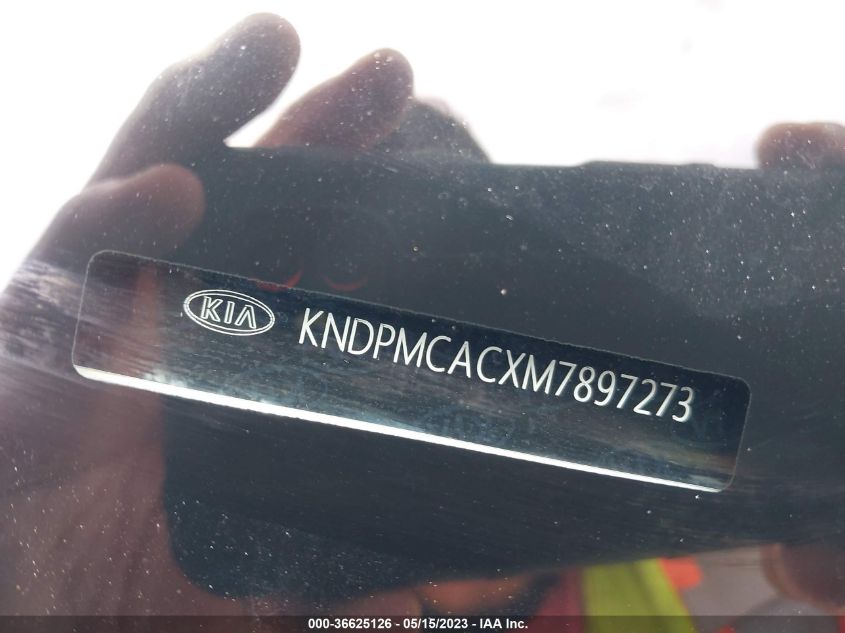 KIA KNDPMCACXM7897273
000-36625126 - 05/15/2023 - IAA Inc.